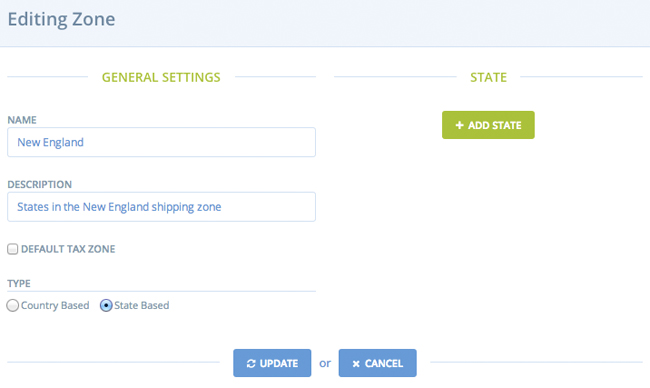 Editing Zone
GENERAL SETTINGS
NAME
New England
DESCRIPTION
States in the New England shipping zone
DEFAULT TAX ZONE
TYPE
Country Based State Based
STATE
+ ADD STATE
UPDATE or × CANCEL